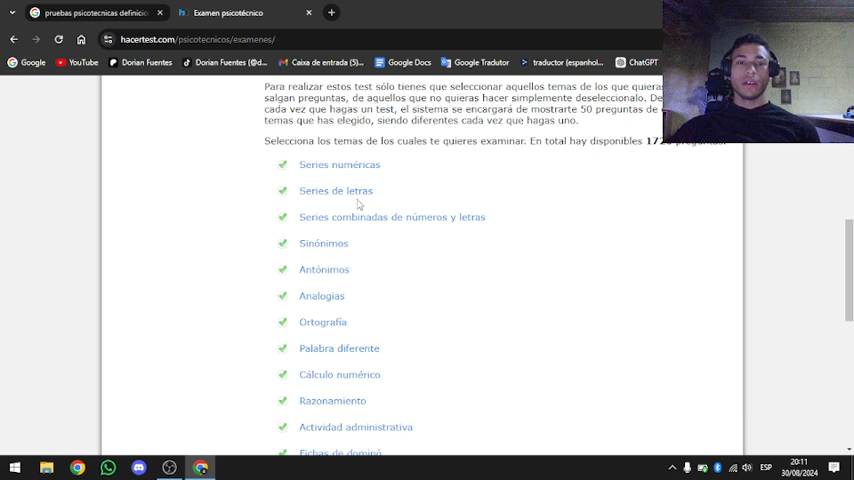 pruebas psicotecnicas definicio
Examen psicotécnico
hacertest.com/psicotecnicos/examenes/
Google
YouTube
Dorian Fuentes
Dorian Fuentes (@d...
Caixa de entrada (5)...
Google Docs
Google Tradutor
traductor (espanhol...
ChatGPT
Para realizar estos test sólo tienes que seleccionar aquellos temas de los que quieras
salgan preguntas, de aquellos que no quieras hacer simplemente deseleccionalo. De
cada vez que hagas un test, el sistema se encargará de mostrarte 50 preguntas de
temas que has elegido, siendo diferentes cada vez que hagas uno.
Selecciona los temas de los cuales te quieres examinar. En total hay disponibles
Series numéricas
Series de letras
Series combinadas de números y letras
Sinónimos
Antónimos
Analogias
Ortografía
Palabra diferente
Cálculo numérico
Razonamiento
Actividad administrativa
Fichas de dominó
ESP
20:11
30/08/2024